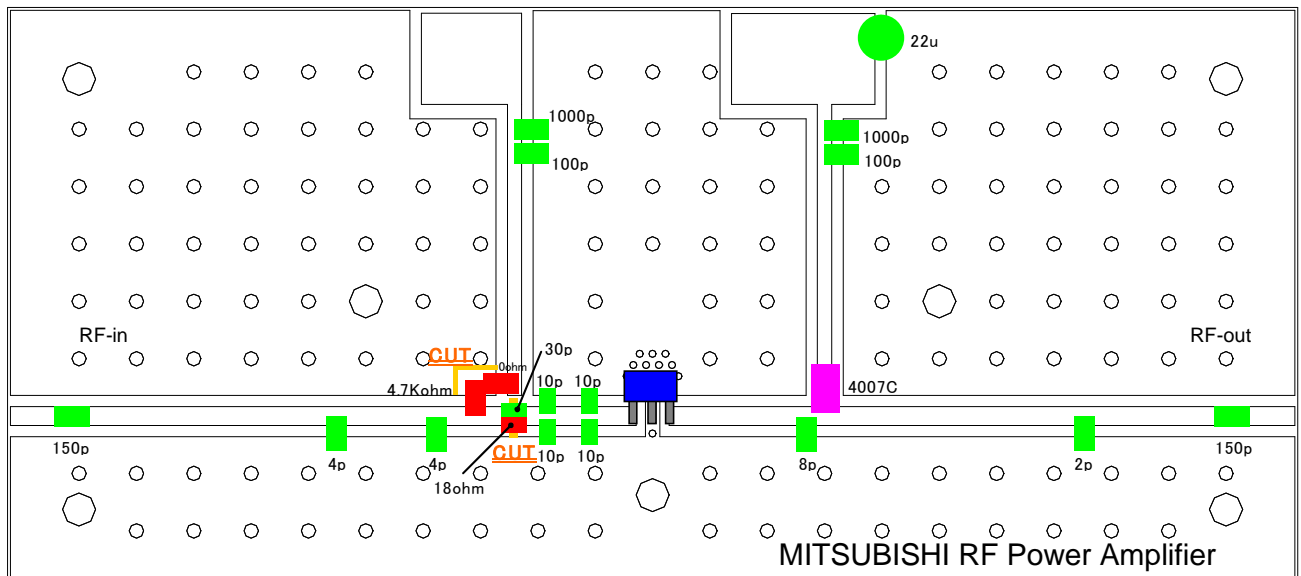 22u
1000p
100p
1000p
100p
RF-in
RF-out
CUT
0ohm
30p
4.7Kohm
10p
10p
4007C
150p
4p
4p
CUT
10p
10p
18ohm
8p
2p
150p
MITSUBISHI RF Power Amplifier